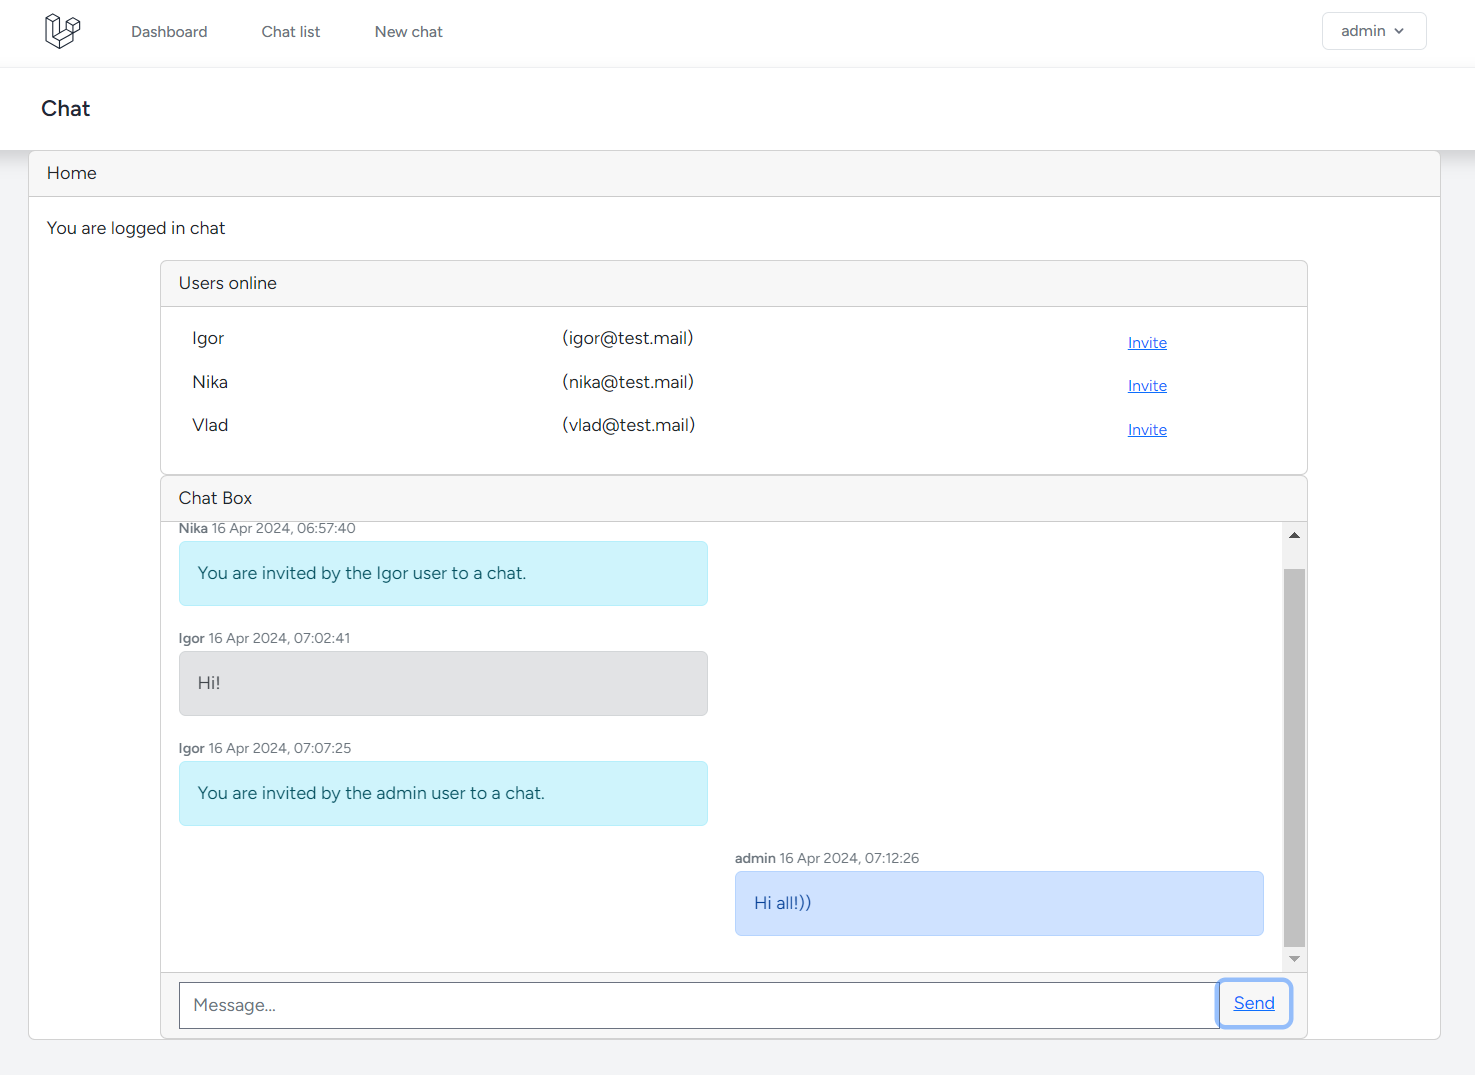 Dashboard Chat list New chat admin
Chat
Home
You are logged in chat
Users online
Igor (igor@test.mail) Invite
Nika (nika@test.mail) Invite
Vlad (vlad@test.mail) Invite
Chat Box
Nika 16 Apr 2024, 06:57:40
You are invited by the Igor user to a chat.
Igor 16 Apr 2024, 07:02:41
Hi!
Igor 16 Apr 2024, 07:07:25
You are invited by the admin user to a chat.
admin 16 Apr 2024, 07:12:26
Hi all!))
Message... Send